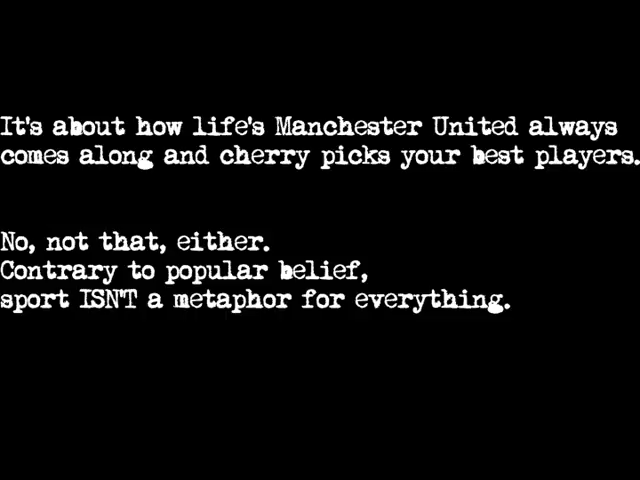 It's about how life's Manchester United always
comes along and cherry picks your best players.
No, not that, either.
Contrary to popular belief,
sport ISN'T a metaphor for everything.